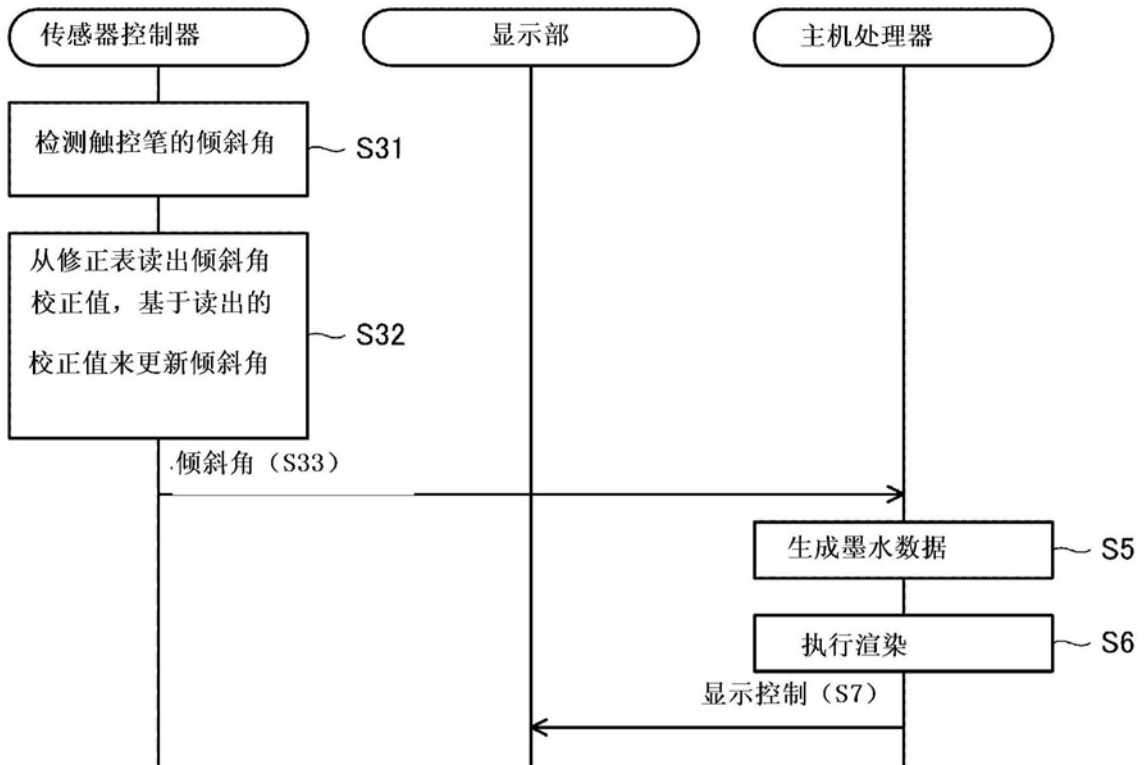 传感器控制器
显示部
主机处理器
检测触控笔的倾斜角
S31
从修正表读出倾斜角
校正值，基于读出的
校正值来更新倾斜角
S32
倾斜角（S33）
生成墨水数据
S5
执行渲染
S6
显示控制（S7）